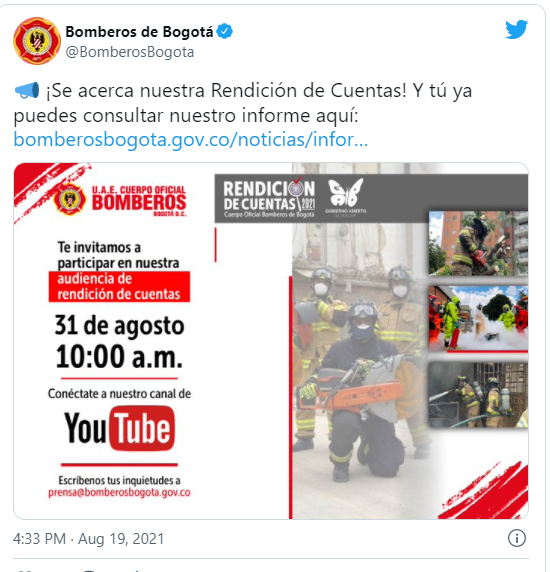 Bomberos de Bogotá
@BomberosBogota
¡Se acerca nuestra Rendición de Cuentas! Y tú ya
puedes consultar nuestro informe aquí:
bomberosbogota.gov.co/noticias/infor...
U.A.E. CUERPO OFICIAL
BOMBEROS
BOGOTÁ D.C.
RENDICIÓN
DE CUENTAS 2021
Cuerpo Oficial Bomberos de Bogotá
GOBIERNO ABIERTO
Te invitamos a
participar en nuestra
audiencia de
rendición de cuentas
31 de agosto
10:00 a.m.
Conéctate a nuestro canal de
YouTube
Escríbenos tus inquietudes a
prensa@bomberosbogota.gov.co
4:33 PM · Aug 19, 2021